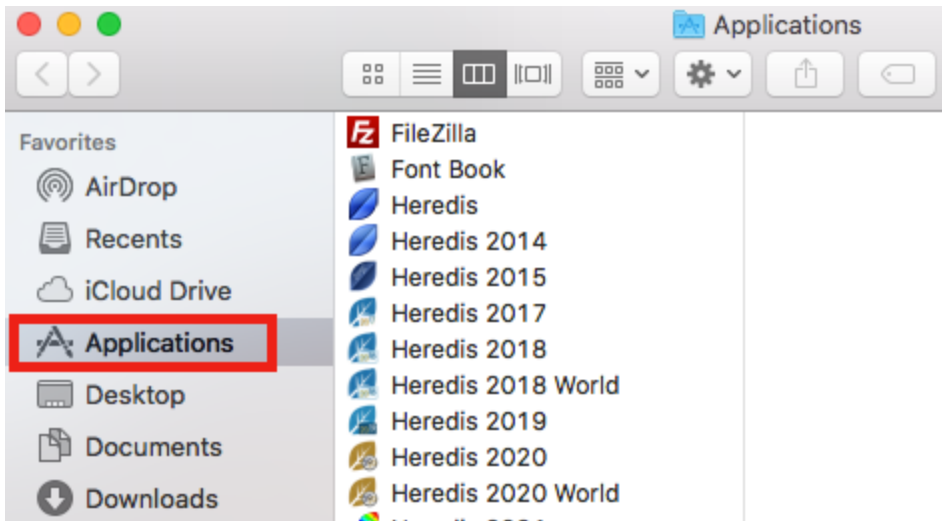 Applications
Favorites
AirDrop
Recents
iCloud Drive
Applications
Desktop
Documents
Downloads
FileZilla
Font Book
Heredis
Heredis 2014
Heredis 2015
Heredis 2017
Heredis 2018
Heredis 2018 World
Heredis 2019
Heredis 2020
Heredis 2020 World